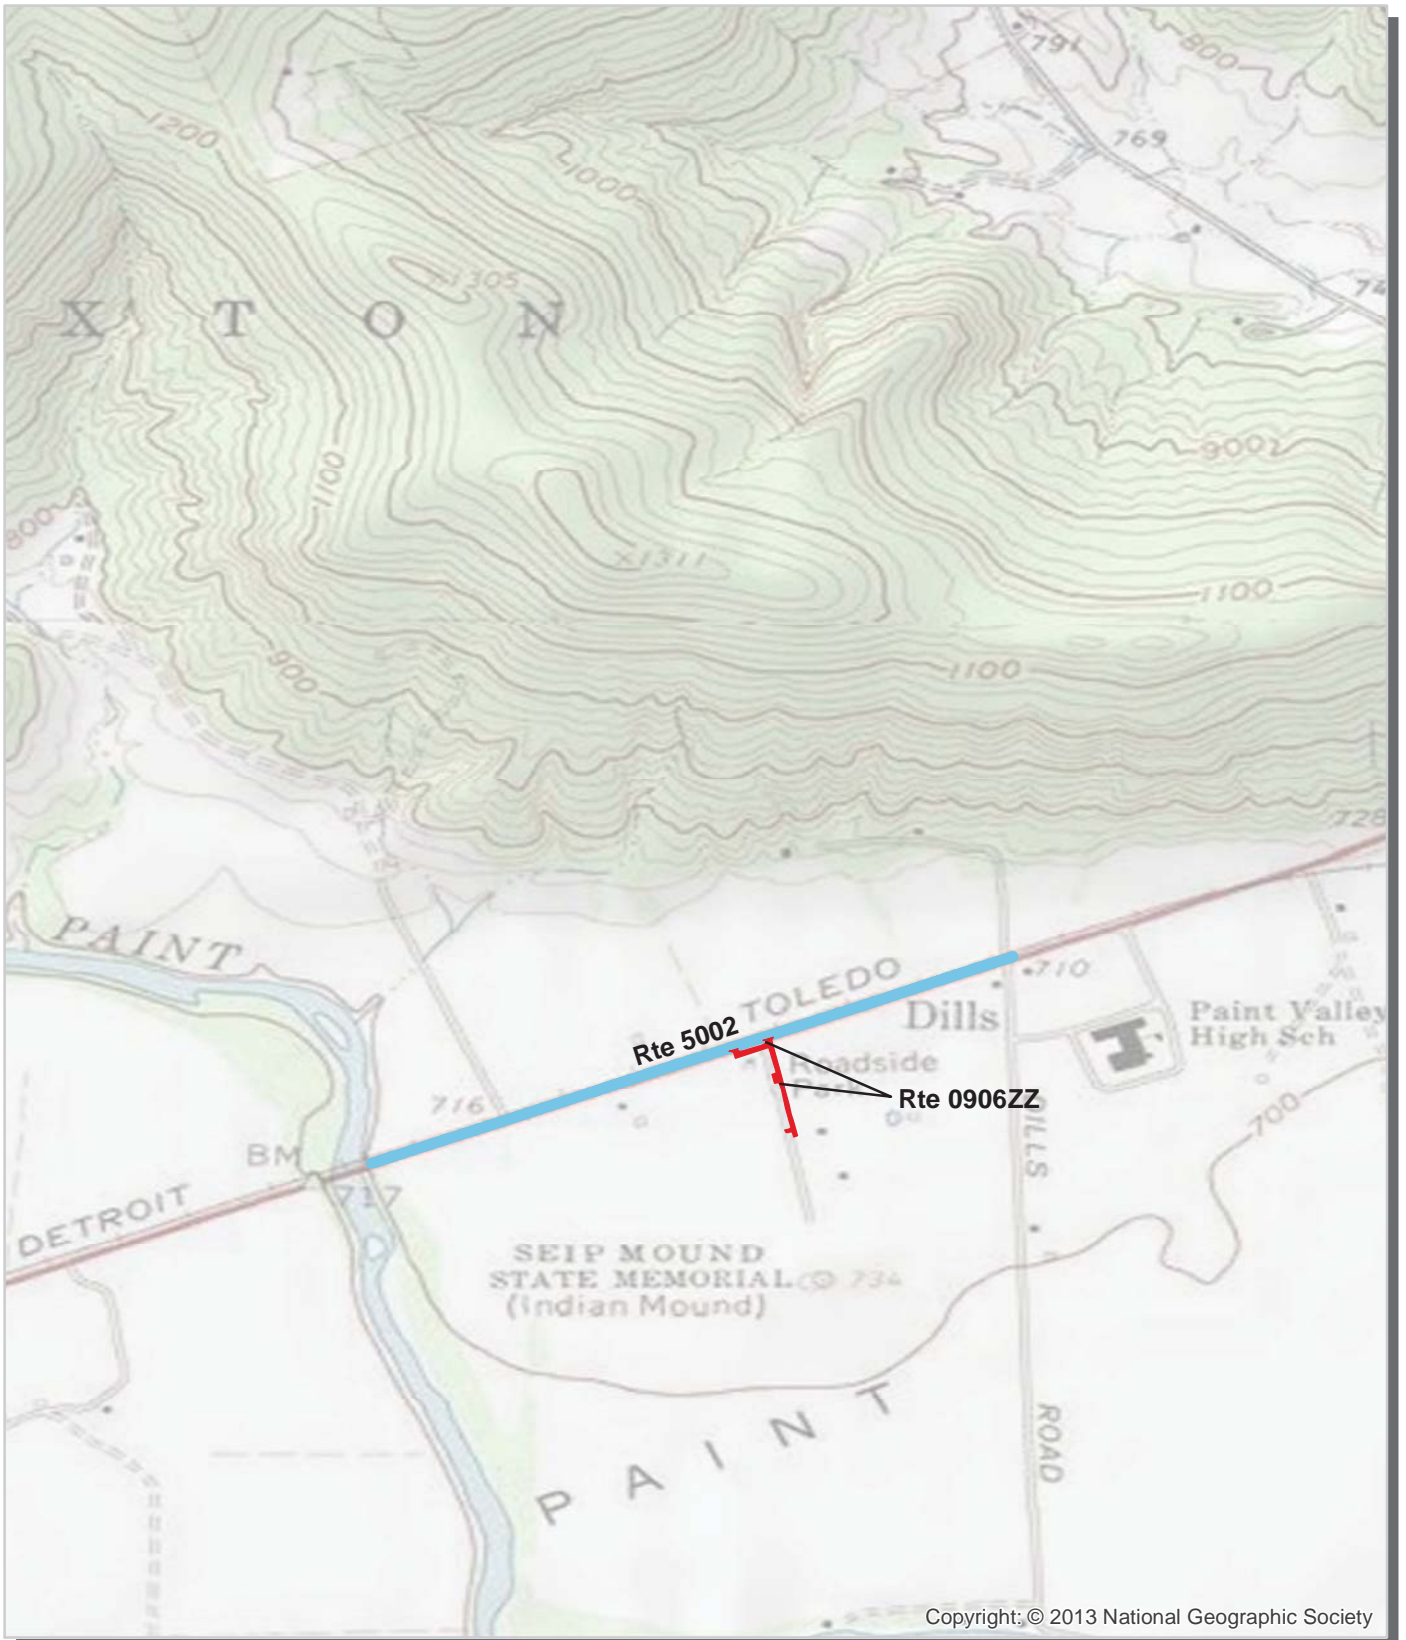 791
800
1200
769
1000
1305
74
X T O N
9002
1100
800
X1311
1100
900
1100
728
PAINT
TOLEDO
710
Dills
Paint Valley
High Sch
Rte 5002
Roadside
Park
Rte 0906ZZ
716
700
BM
717
DILLS
DETROIT
SEIP MOUND
STATE MEMORIAL
734
(Indian Mound)
PAINT
ROAD
Copyright: © 2013 National Geographic Society